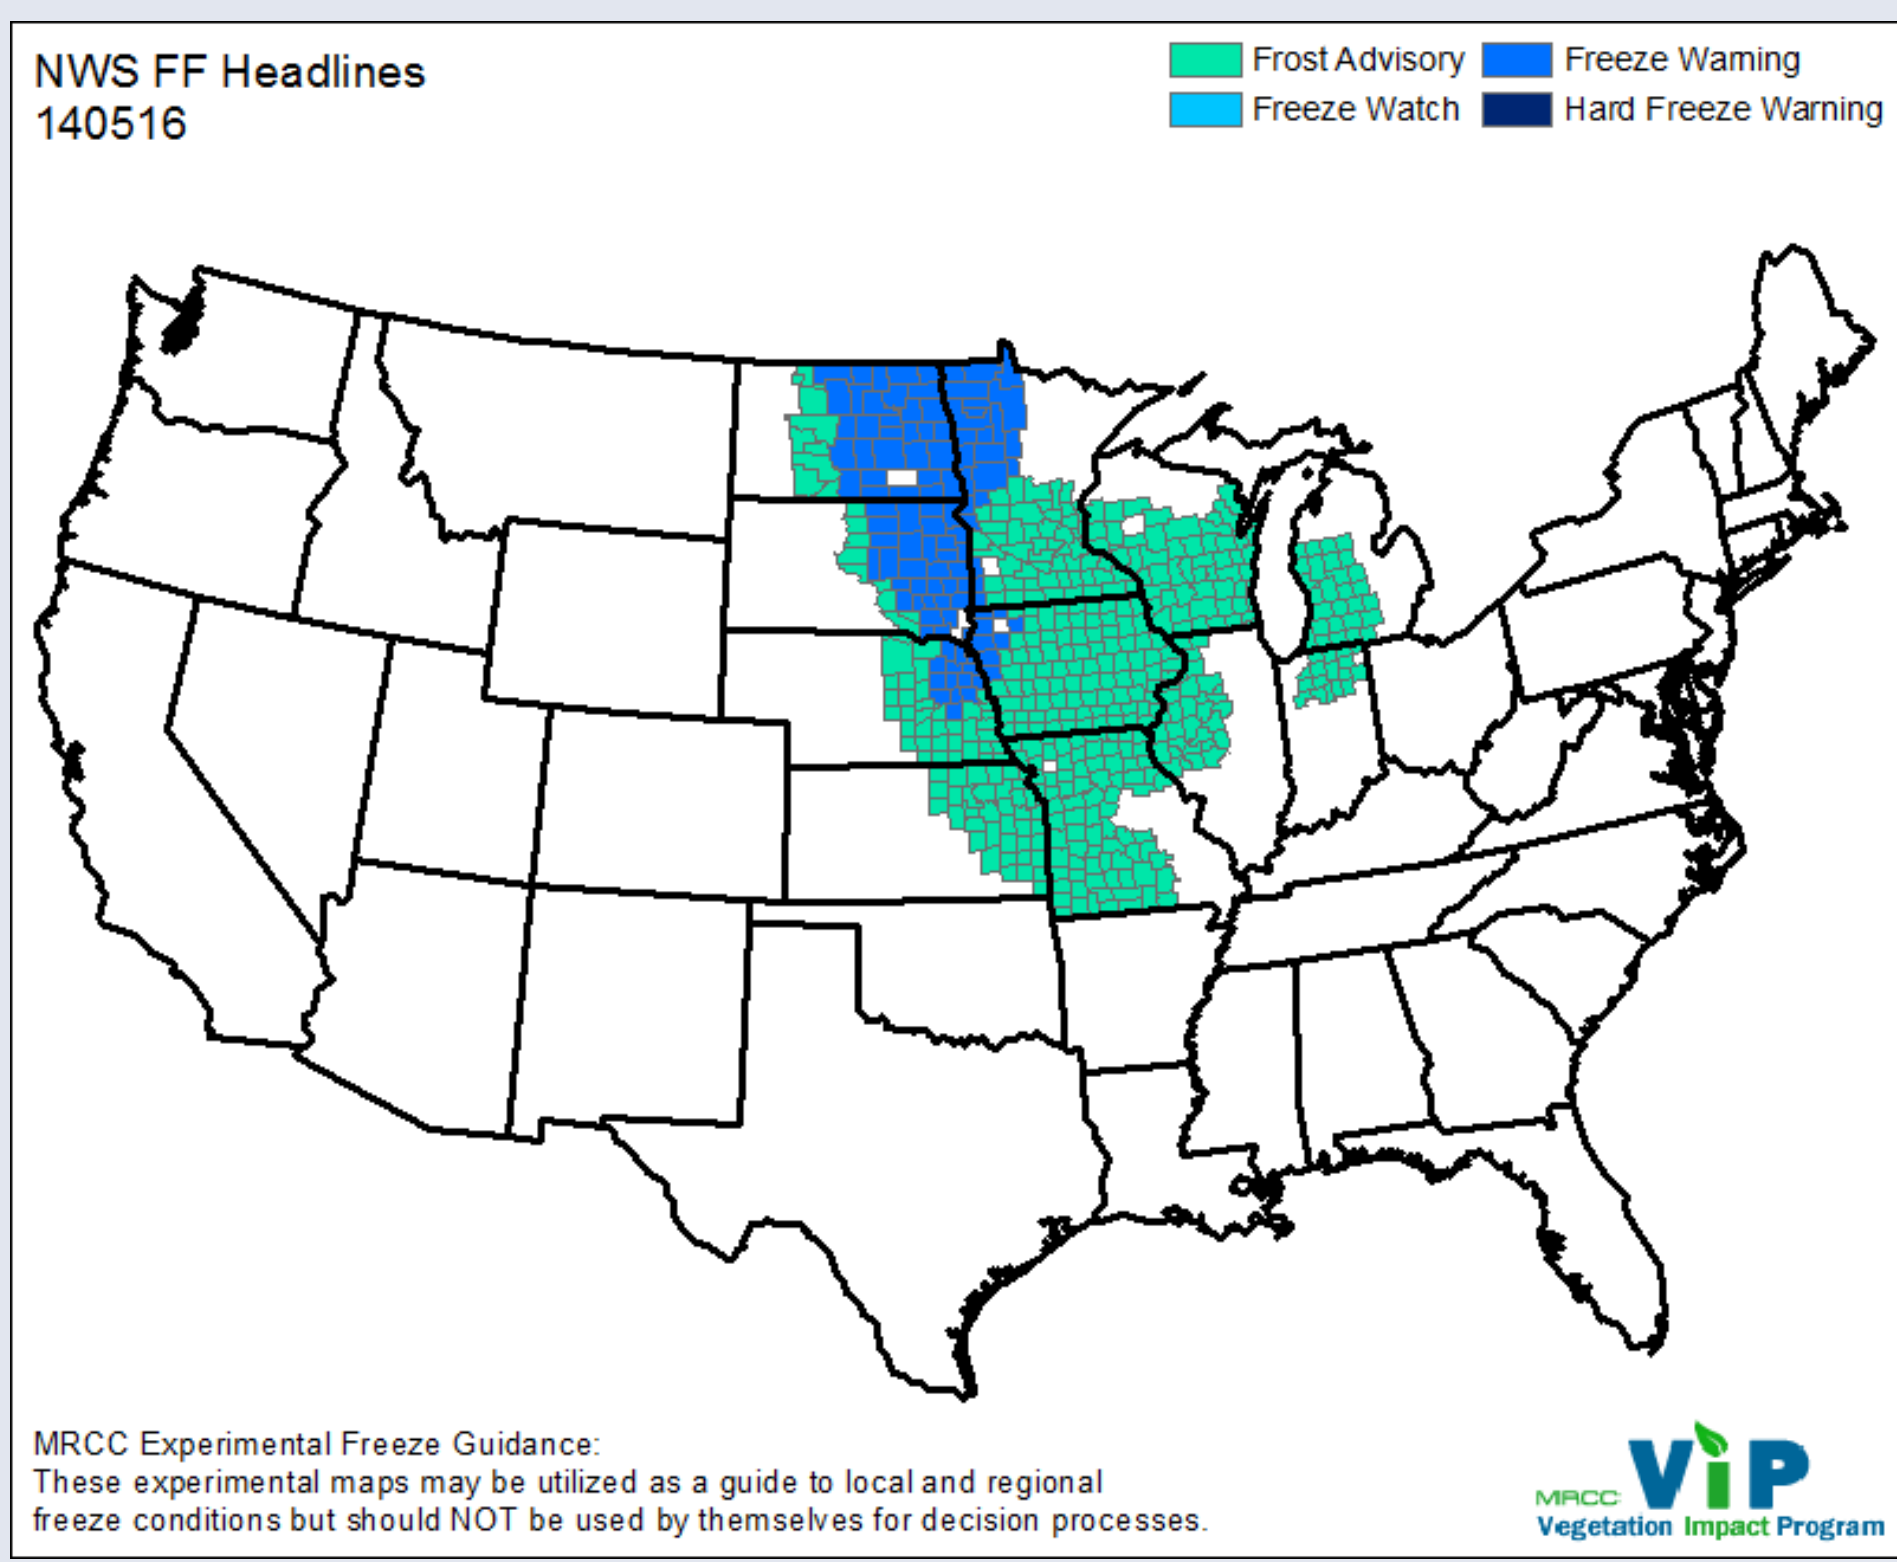 NWS FF Headlines
140516
Frost Advisory
Freeze Warning
Freeze Watch
Hard Freeze Warning
MRCC Experimental Freeze Guidance:
These experimental maps may be utilized as a guide to local and regional
freeze conditions but should NOT be used by themselves for decision processes.
MRCC ViP
Vegetation Impact Program